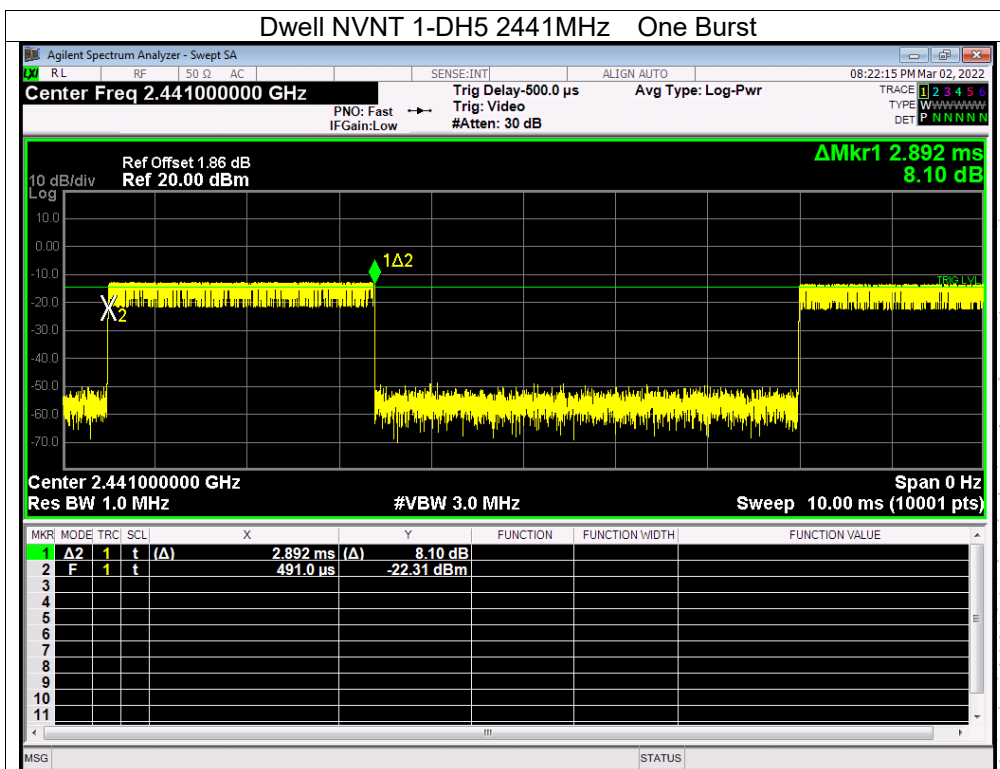 Dwell NVNT 1-DH5 2441MHz One Burst
Agilent Spectrum Analyzer - Swept SA
LXI RL RF 50 Ω AC SENSE:INT ALIGN AUTO 08:22:15 PM Mar 02, 2022
Center Freq 2.441000000 GHz
PNO: Fast
IFGain:Low
Trig Delay-500.0 µs
Trig: Video
#Atten: 30 dB
Avg Type: Log-Pwr
TRACE 1 2 3 4 5 6
TYPE WWWWWW
DET P N N N N N
ΔMkr1 2.892 ms
8.10 dB
Ref Offset 1.86 dB
10 dB/div Ref 20.00 dBm
Log
10.0
0.00
-10.0
-20.0
-30.0
-40.0
-50.0
-60.0
-70.0
1Δ2
TRIG LVL
X2
Center 2.441000000 GHz Span 0 Hz
Res BW 1.0 MHz #VBW 3.0 MHz Sweep 10.00 ms (10001 pts)
MKR MODE TRC SCL X Y FUNCTION FUNCTION WIDTH FUNCTION VALUE
1 Δ2 1 t (Δ) 2.892 ms (Δ) 8.10 dB
2 F 1 t 491.0 µs -22.31 dBm
3
4
5
6
7
8
9
10
11
MSG STATUS